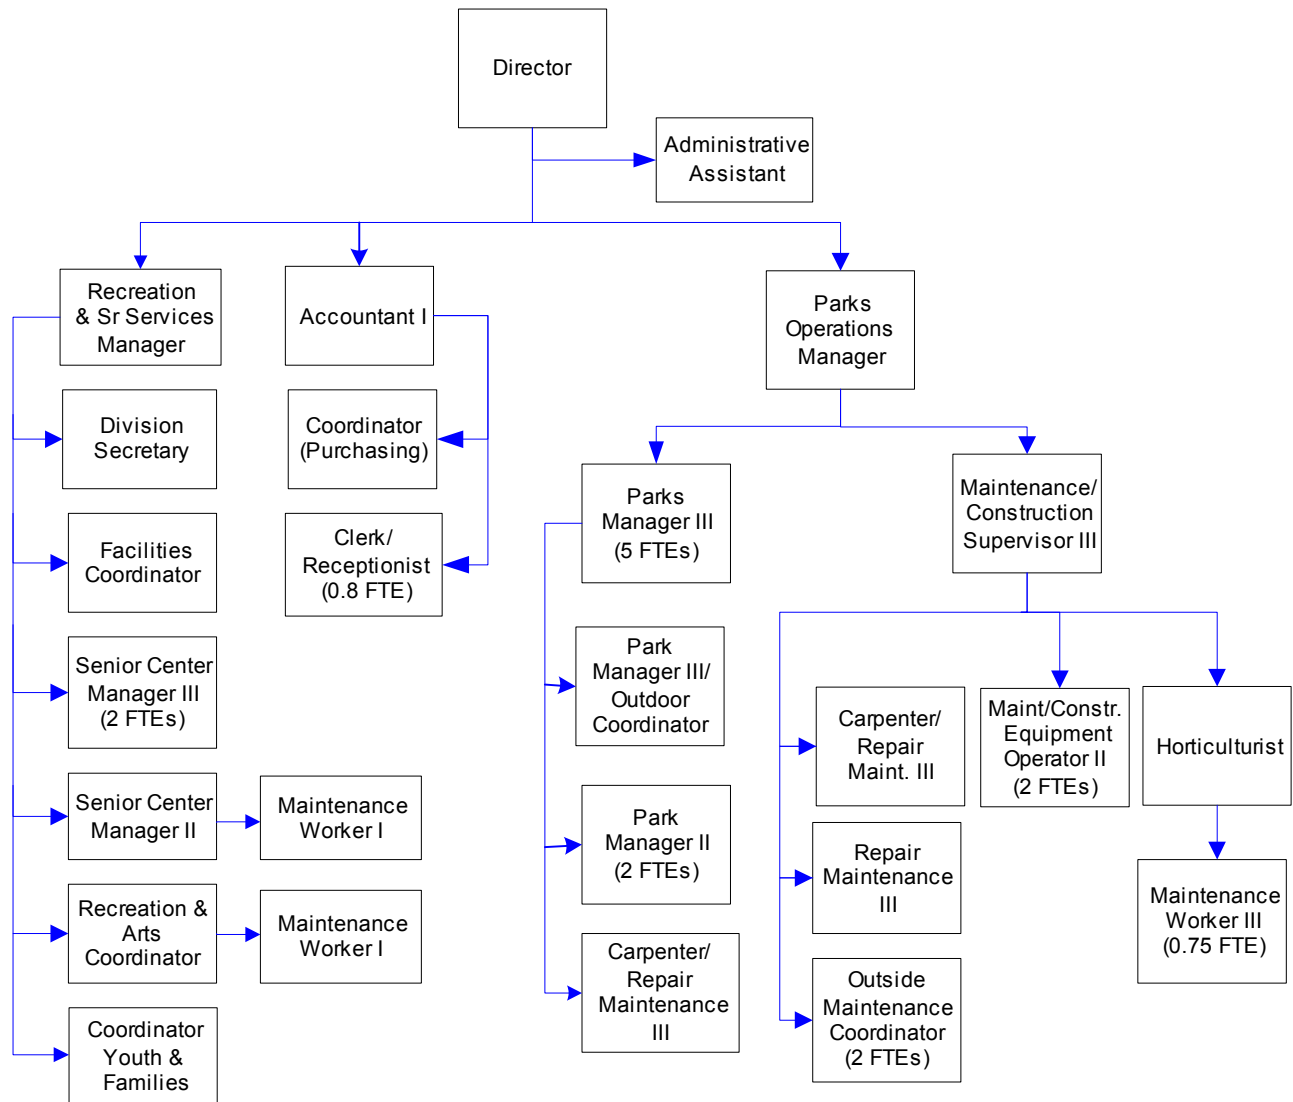 Director
Administrative
Assistant
Recreation
& Sr Services
Manager
Accountant I
Parks
Operations
Manager
Division
Secretary
Coordinator
(Purchasing)
Parks
Manager III
(5 FTEs)
Maintenance/
Construction
Supervisor III
Facilities
Coordinator
Clerk/
Receptionist
(0.8 FTE)
Senior Center
Manager III
(2 FTEs)
Park
Manager III/
Outdoor
Coordinator
Carpenter/
Repair
Maint. III
Maint/Constr.
Equipment
Operator II
(2 FTEs)
Horticulturist
Senior Center
Manager II
Maintenance
Worker I
Park
Manager II
(2 FTEs)
Repair
Maintenance
III
Maintenance
Worker III
(0.75 FTE)
Recreation &
Arts
Coordinator
Maintenance
Worker I
Carpenter/
Repair
Maintenance
III
Outside
Maintenance
Coordinator
(2 FTEs)
Coordinator
Youth &
Families